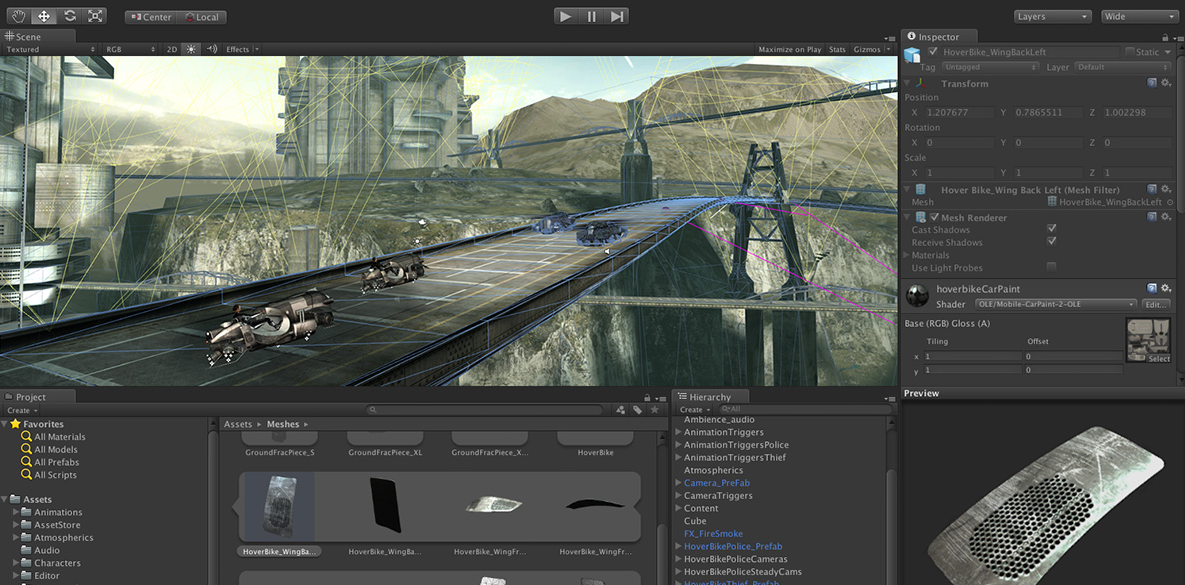 Center Local Layers Wide
Scene
Textured RGB 2D Effects Maximize on Play Stats Gizmos
Inspector
HoverBike_WingBackLeft Static
Tag Untagged Layer Default
Transform
Position
X 1.207677 Y 0.7865511 Z 1.002298
Rotation
X 0 Y 0 Z 0
Scale
X 1 Y 1 Z 1
Hover Bike_Wing Back Left (Mesh Filter)
Mesh HoverBike_WingBackLeft
Mesh Renderer
Cast Shadows
Receive Shadows
Materials
Use Light Probes
hoverbikeCarPaint
Shader OLE/Mobile-CarPaint-2-OLE Edit...
Base (RGB) Gloss (A)
Tiling Offset
x 1 0
y 1 0
Select
Preview
Project
Create
Favorites
All Materials
All Models
All Prefabs
All Scripts
Assets
Animations
AssetStore
Atmospherics
Audio
Characters
Editor
Assets Meshes
GroundFracPiece_S GroundFracPiece_XL GroundFracPiece_X... HoverBike
HoverBike_WingBa... HoverBike_WingBa... HoverBike_WingFr... HoverBike_WingFr...
Hierarchy
Create All
Ambience_audio
AnimationTriggers
AnimationTriggersPolice
AnimationTriggersThief
Atmospherics
Camera_PreFab
CameraTriggers
Content
Cube
FX_FireSmoke
HoverBikePolice_Prefab
HoverBikePoliceCameras
HoverBikePoliceSteadyCams
HoverBikeThief_Prefab